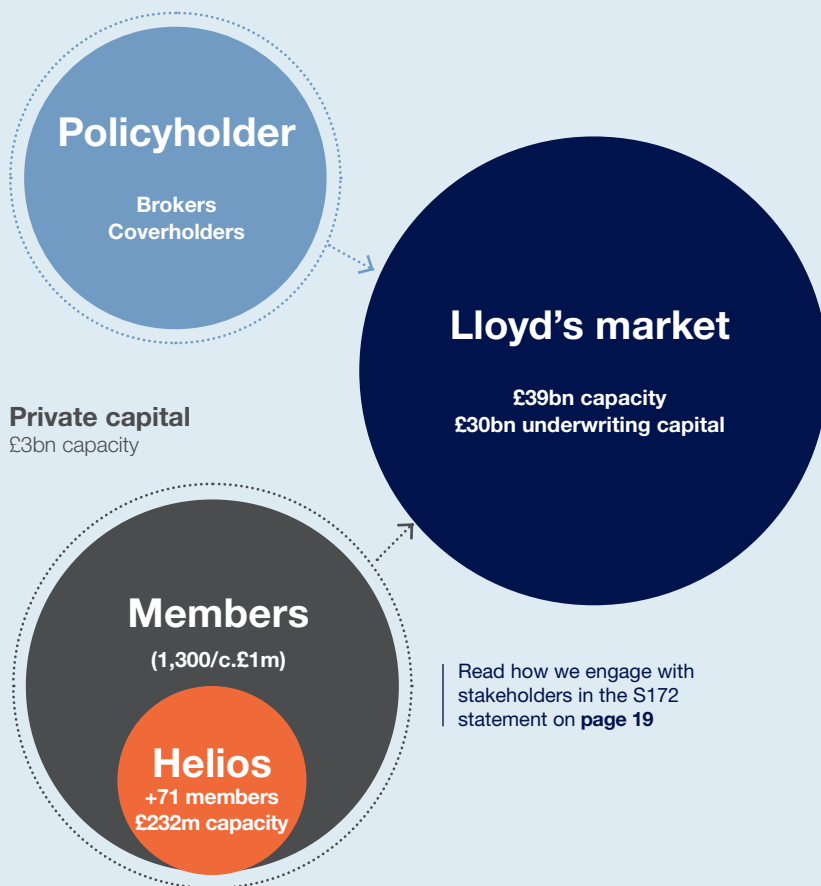 Policyholder
Brokers
Coverholders
Lloyd's market
£39bn capacity
£30bn underwriting capital
Private capital
£3bn capacity
Members
(1,300/c.£1m)
Helios
+71 members
£232m capacity
Read how we engage with
stakeholders in the S172
statement on page 19